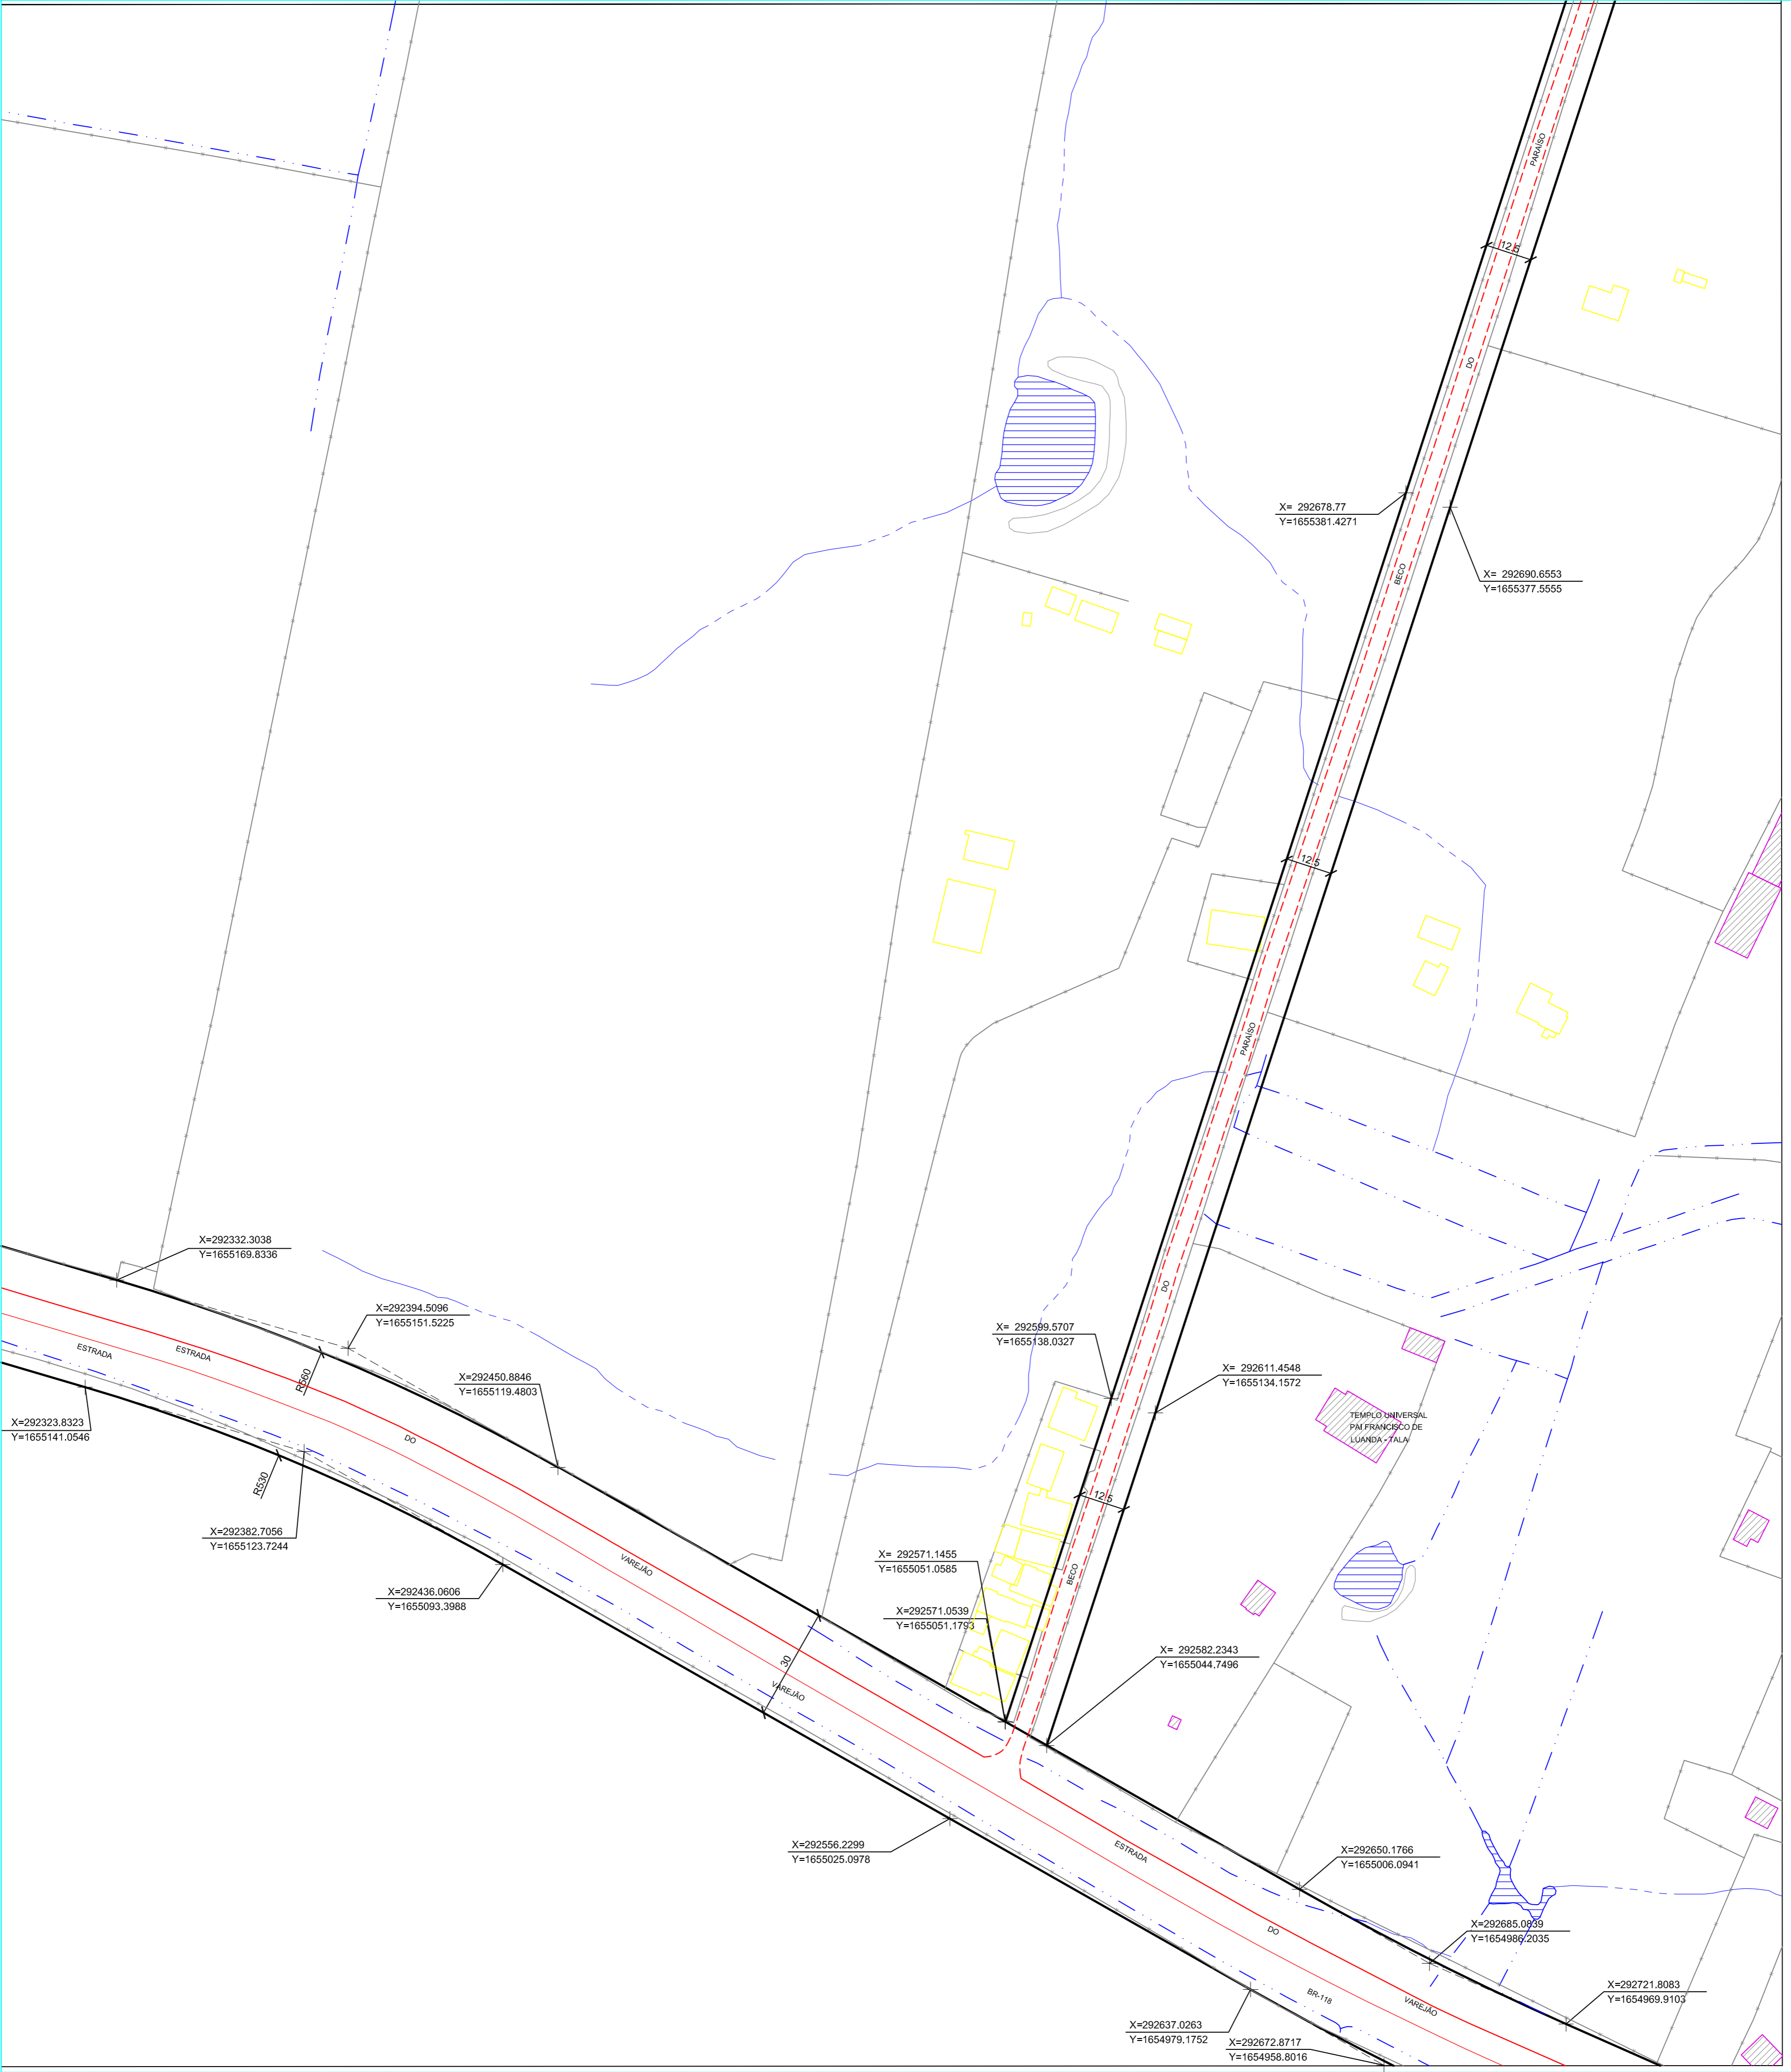 PARAÍSO
12.5
DO
X= 292678.77
Y=1655381.4271
BECO
X= 292690.6553
Y=1655377.5555
12.5
PARAÍSO
X=292332.3038
Y=1655169.8336
DO
X=292394.5096
Y=1655151.5225
X= 292599.5707
Y=1655138.0327
ESTRADA
ESTRADA
R560
X=292450.8846
Y=1655119.4803
X= 292611.4548
Y=1655134.1572
X=292323.8323
Y=1655141.0546
TEMPLO UNIVERSAL
PAI FRANCISCO DE
LUANDA - TALA
DO
R530
12.5
X=292382.7056
Y=1655123.7244
X= 292571.1455
Y=1655051.0585
VAREJÃO
BECO
X=292436.0606
Y=1655093.3988
X=292571.0539
Y=1655051.1793
X= 292582.2343
Y=1655044.7496
30
VAREJÃO
X=292556.2299
Y=1655025.0978
ESTRADA
X=292650.1766
Y=1655006.0941
DO
X=292685.0839
Y=1654986.2035
BR-118
VAREJÃO
X=292721.8083
Y=1654969.9103
X=292637.0263
Y=1654979.1752
X=292672.8717
Y=1654958.8016